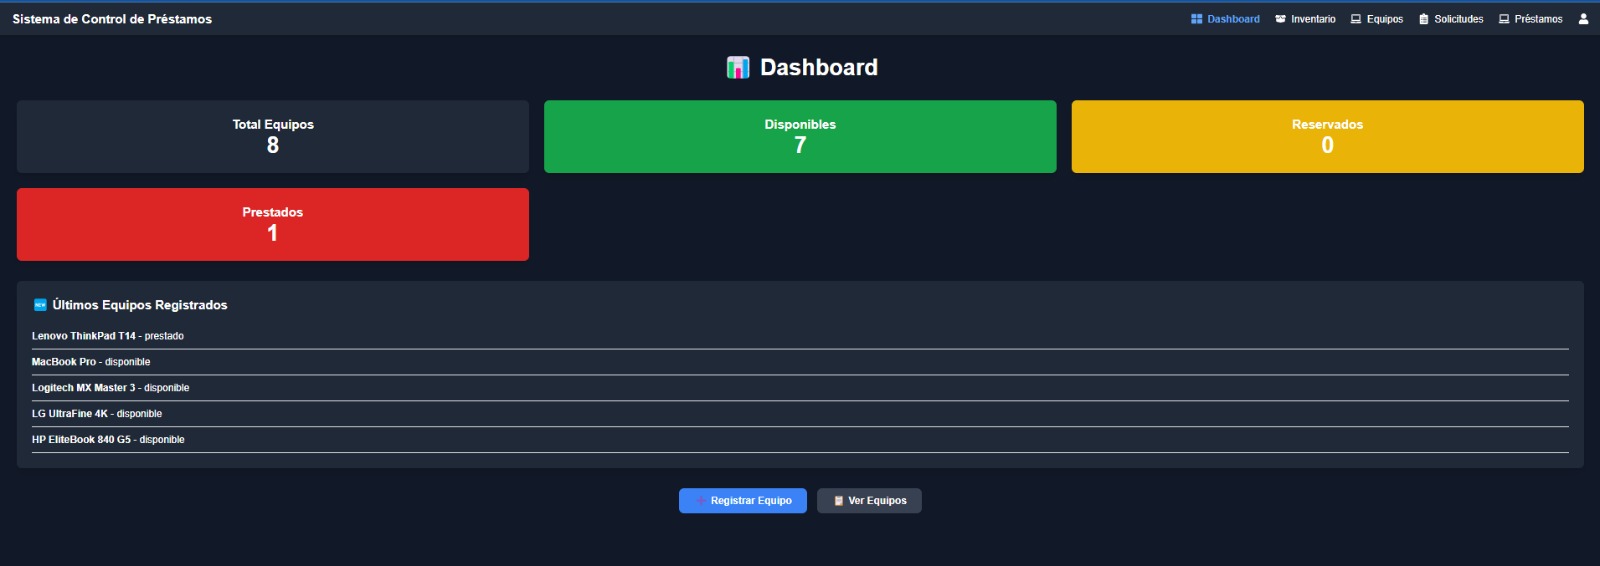 Sistema de Control de Préstamos
Dashboard
Inventario
Equipos
Solicitudes
Préstamos
Dashboard
Total Equipos
8
Disponibles
7
Reservados
0
Prestados
1
NEW Últimos Equipos Registrados
Lenovo ThinkPad T14 - prestado
MacBook Pro - disponible
Logitech MX Master 3 - disponible
LG UltraFine 4K - disponible
HP EliteBook 840 G5 - disponible
Registrar Equipo
Ver Equipos